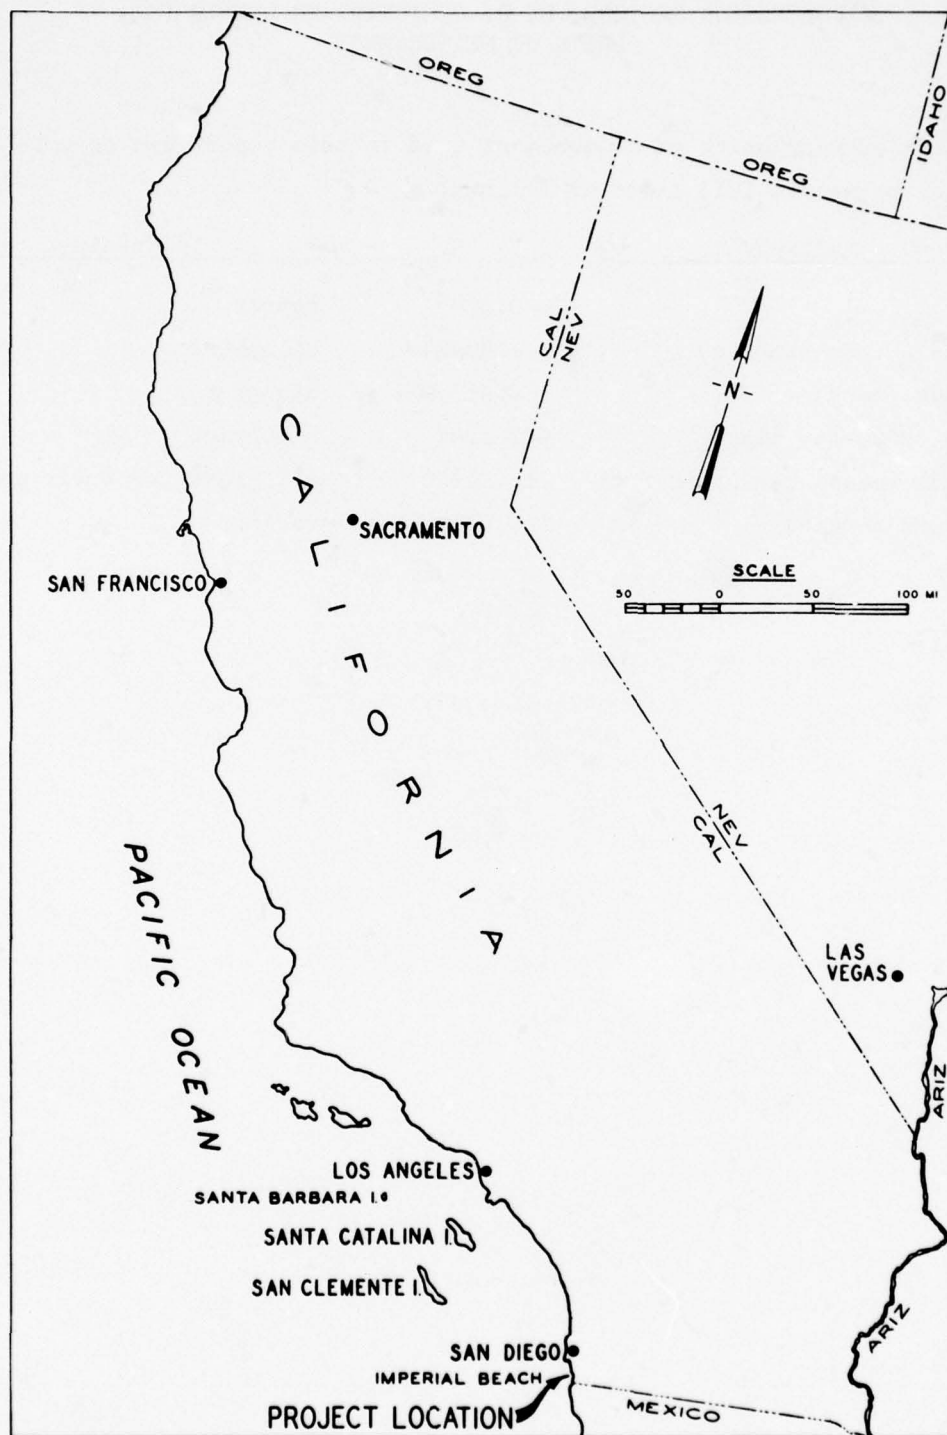 OREG
IDAHO
OREG
CAL
NEV
N
CALIFORNIA
SACRAMENTO
SAN FRANCISCO
SCALE
50 0 50 100 MI
NEV
CAL
PACIFIC OCEAN
LAS
VEGAS
ARIZ
LOS ANGELES
SANTA BARBARA I.
SANTA CATALINA I.
SAN CLEMENTE I.
ARIZ
SAN DIEGO
IMPERIAL BEACH
MEXICO
PROJECT LOCATION